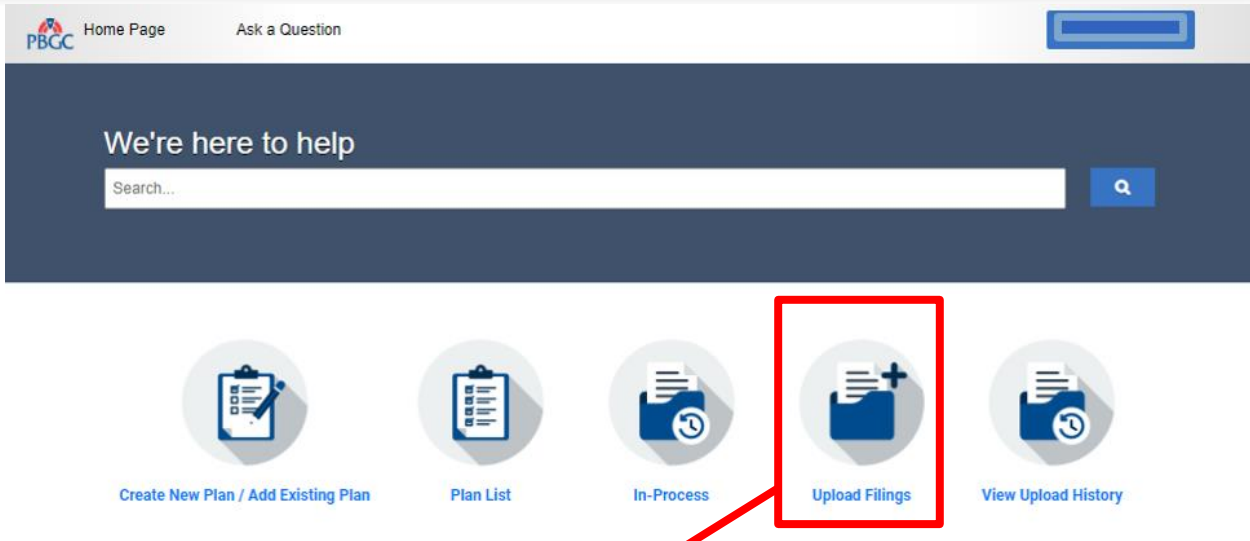 PBGC Home Page Ask a Question
We're here to help
Search...
Create New Plan / Add Existing Plan Plan List In-Process Upload Filings View Upload History